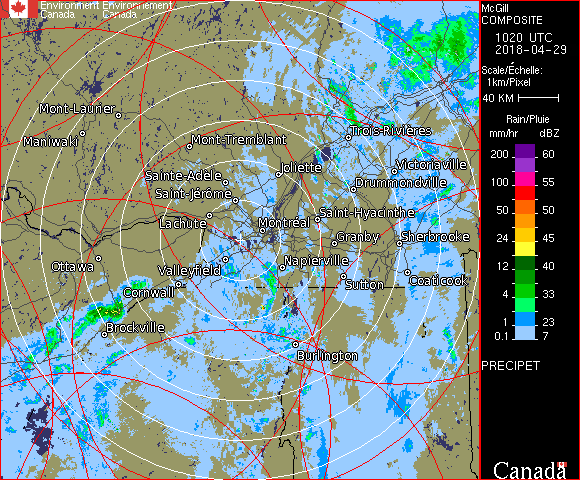 Environment Environnement
Canada Canada
McGill
COMPOSITE
1020 UTC
2018-04-29
Scale/Échelle:
1km/Pixel
40 KM
Rain/Pluie
mm/hr dBZ
200 60
100 55
50 50
50 50
24 45
12 40
4 33
1 23
0.1 7
PRECIPET
Canada
Mont-Laurier
Maniwaki
Mont-Tremblant
Trois-Rivières
Sainte-Adèle
Joliette
Victoriaville
Saint-Jérôme
Drummondville
Lachute
Montréal
Saint-Hyacinthe
Granby
Sherbrooke
Ottawa
Valleyfield
Napierville
Cornwall
Sutton
Coaticook
Brockville
Burlington